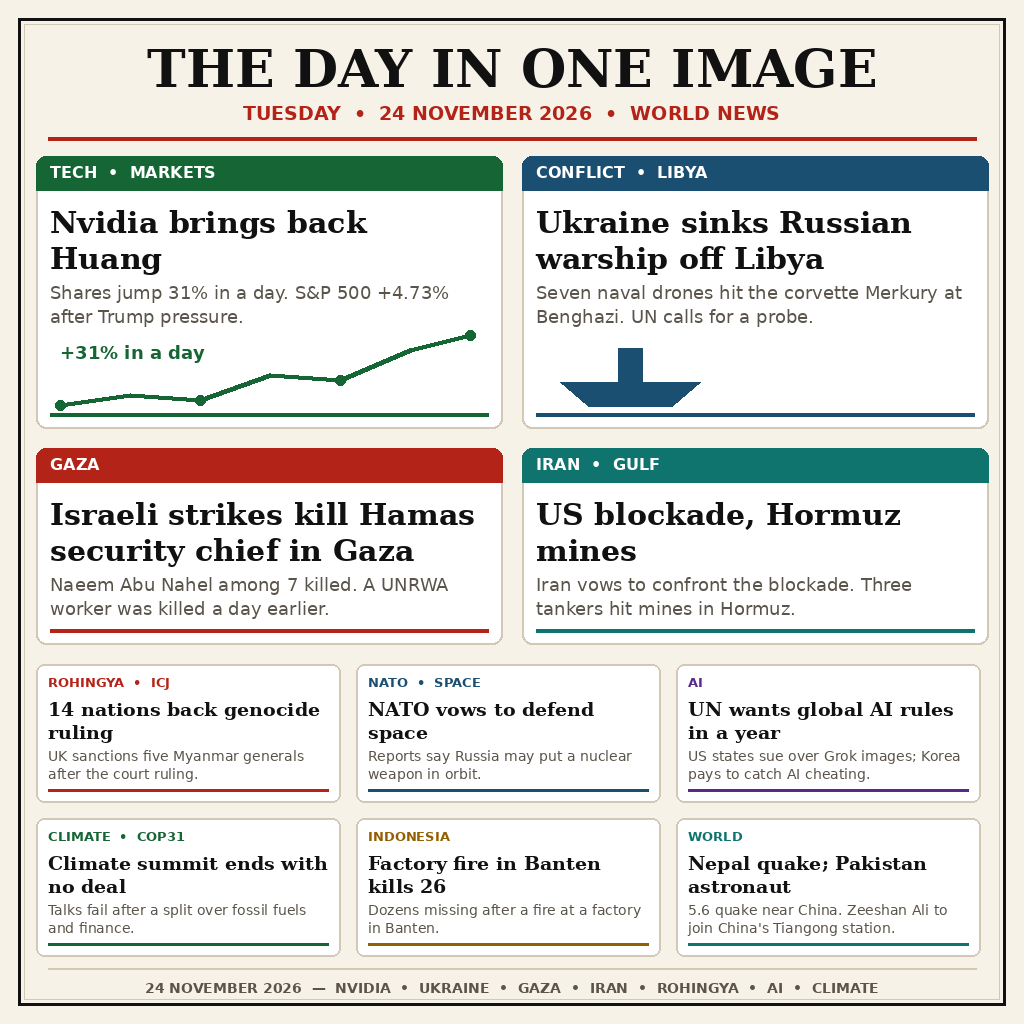 THE DAY IN ONE IMAGE
TUESDAY • 24 NOVEMBER 2026 • WORLD NEWS
TECH • MARKETS
Nvidia brings back
Huang
Shares jump 31% in a day. S&P 500 +4.73%
after Trump pressure.
+31% in a day
CONFLICT • LIBYA
Ukraine sinks Russian
warship off Libya
Seven naval drones hit the corvette Merkury at
Benghazi. UN calls for a probe.
GAZA
Israeli strikes kill Hamas
security chief in Gaza
Naeem Abu Nahel among 7 killed. A UNRWA
worker was killed a day earlier.
IRAN • GULF
US blockade, Hormuz
mines
Iran vows to confront the blockade. Three
tankers hit mines in Hormuz.
ROHINGYA • ICJ
14 nations back genocide
ruling
UK sanctions five Myanmar generals
after the court ruling.
NATO • SPACE
NATO vows to defend
space
Reports say Russia may put a nuclear
weapon in orbit.
AI
UN wants global AI rules
in a year
US states sue over Grok images; Korea
pays to catch AI cheating.
CLIMATE • COP31
Climate summit ends with
no deal
Talks fail after a split over fossil fuels
and finance.
INDONESIA
Factory fire in Banten
kills 26
Dozens missing after a fire at a factory
in Banten.
WORLD
Nepal quake; Pakistan
astronaut
5.6 quake near China. Zeeshan Ali to
join China's Tiangong station.
24 NOVEMBER 2026 — NVIDIA • UKRAINE • GAZA • IRAN • ROHINGYA • AI • CLIMATE